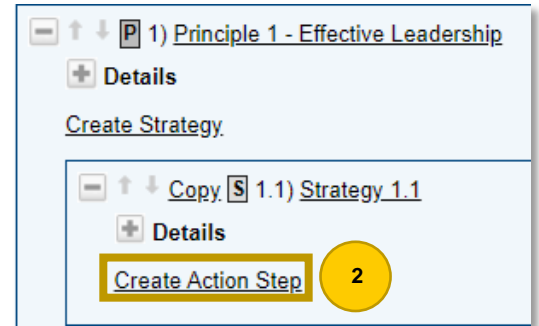 P 1) Principle 1 - Effective Leadership
Details
Create Strategy
Copy S 1.1) Strategy 1.1
Details
Create Action Step 2